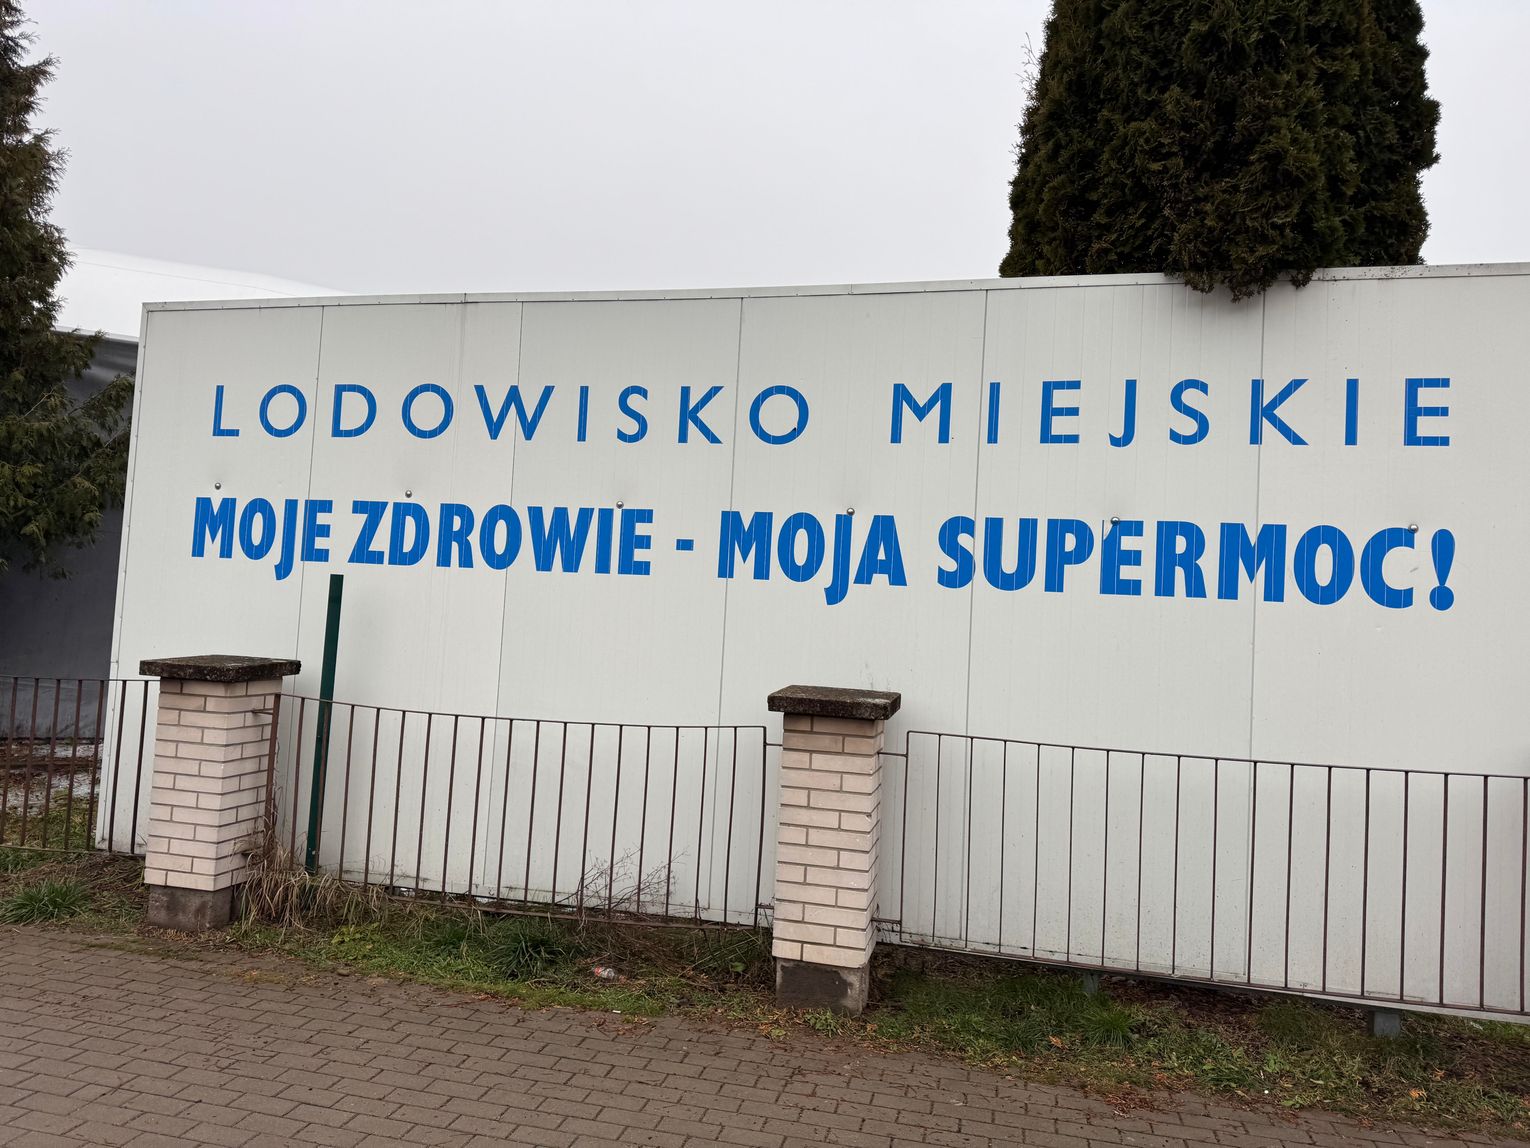 LODOWISKO MIEJSKIE
MOJE ZDROWIE - MOJA SUPERMOC!